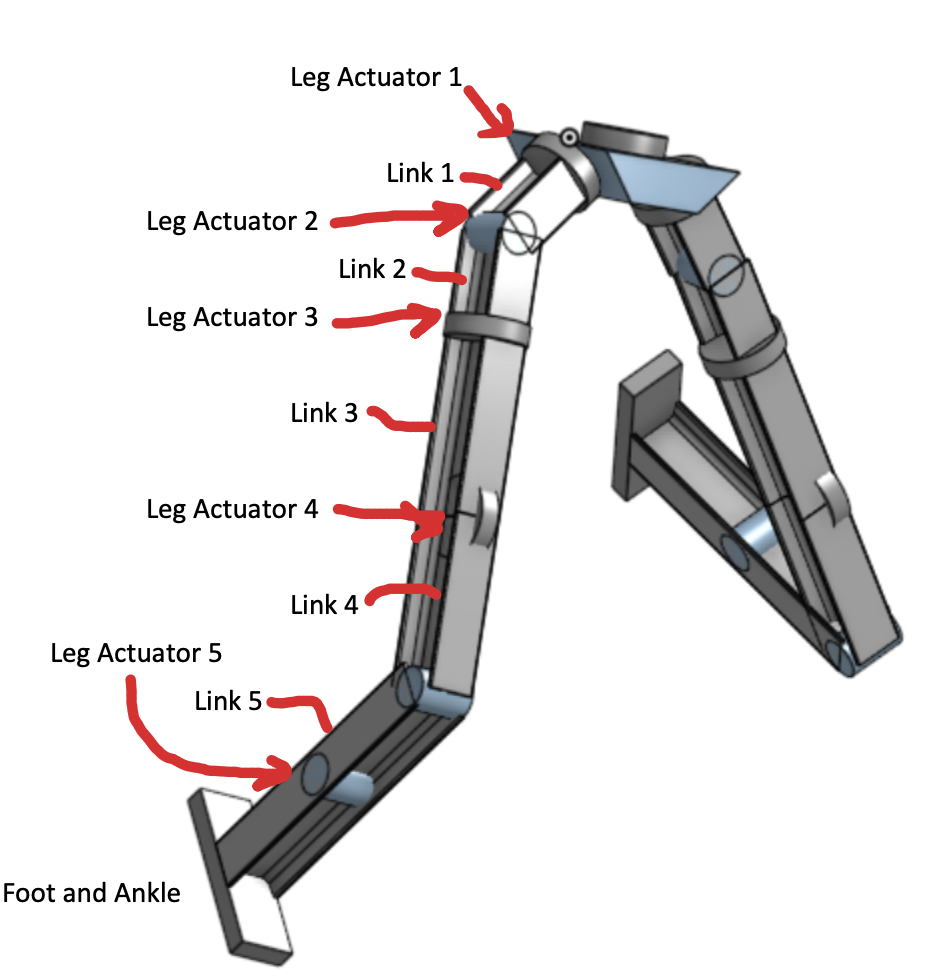 Leg Actuator 1
Link 1
Leg Actuator 2
Link 2
Leg Actuator 3
Link 3
Leg Actuator 4
Link 4
Leg Actuator 5
Link 5
Foot and Ankle